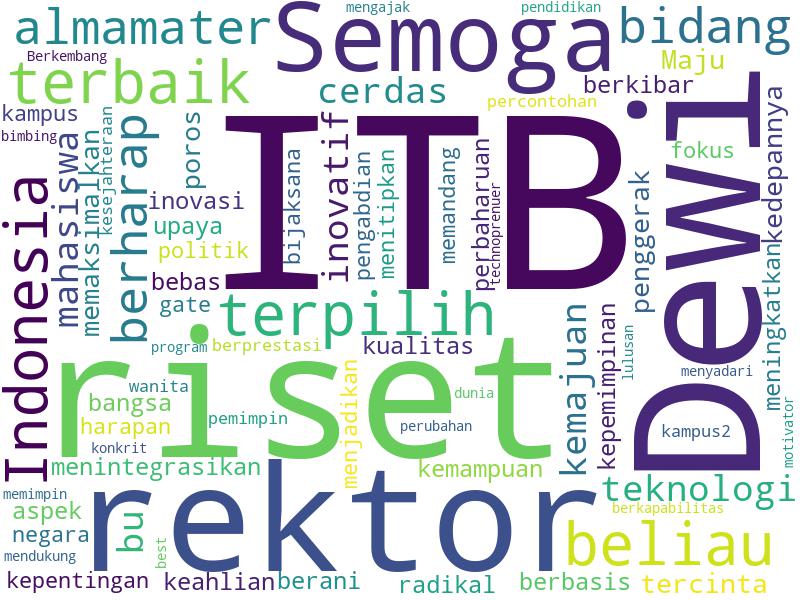 mengajak
pendidikan
almamater
Semoga
bidang
Berkembang
Maju
terbaik
cerdas
berkibar
percontohan
kampus
bimbing
mahasiswa
memaksimalkan
kesejahteraan
berharap
poros
ITB
Dewi
kedepannya
inovatif
bijaksana
pengabdian
menitipkan
memandang
perbaharuan
technoprenuer
fokus
penggerak
Indonesia
inovasi
upaya
politik
bebas
gate
terpilih
meningkatkan
program
berprestasi
kualitas
kemajuan
kepemimpinan
lulusan
riset
wanita
bangsa
harapan
pemimpin
konkrit
menjadikan
dunia
perubahan
menyadari
kampus2
motivator
menintegrasikan
kemampuan
rektor
memimpin
aspek
negara
mendukung
bu
best
teknologi
berkapabilitas
beliau
kepentingan
keahlian
berani
radikal
berbasis
tercinta